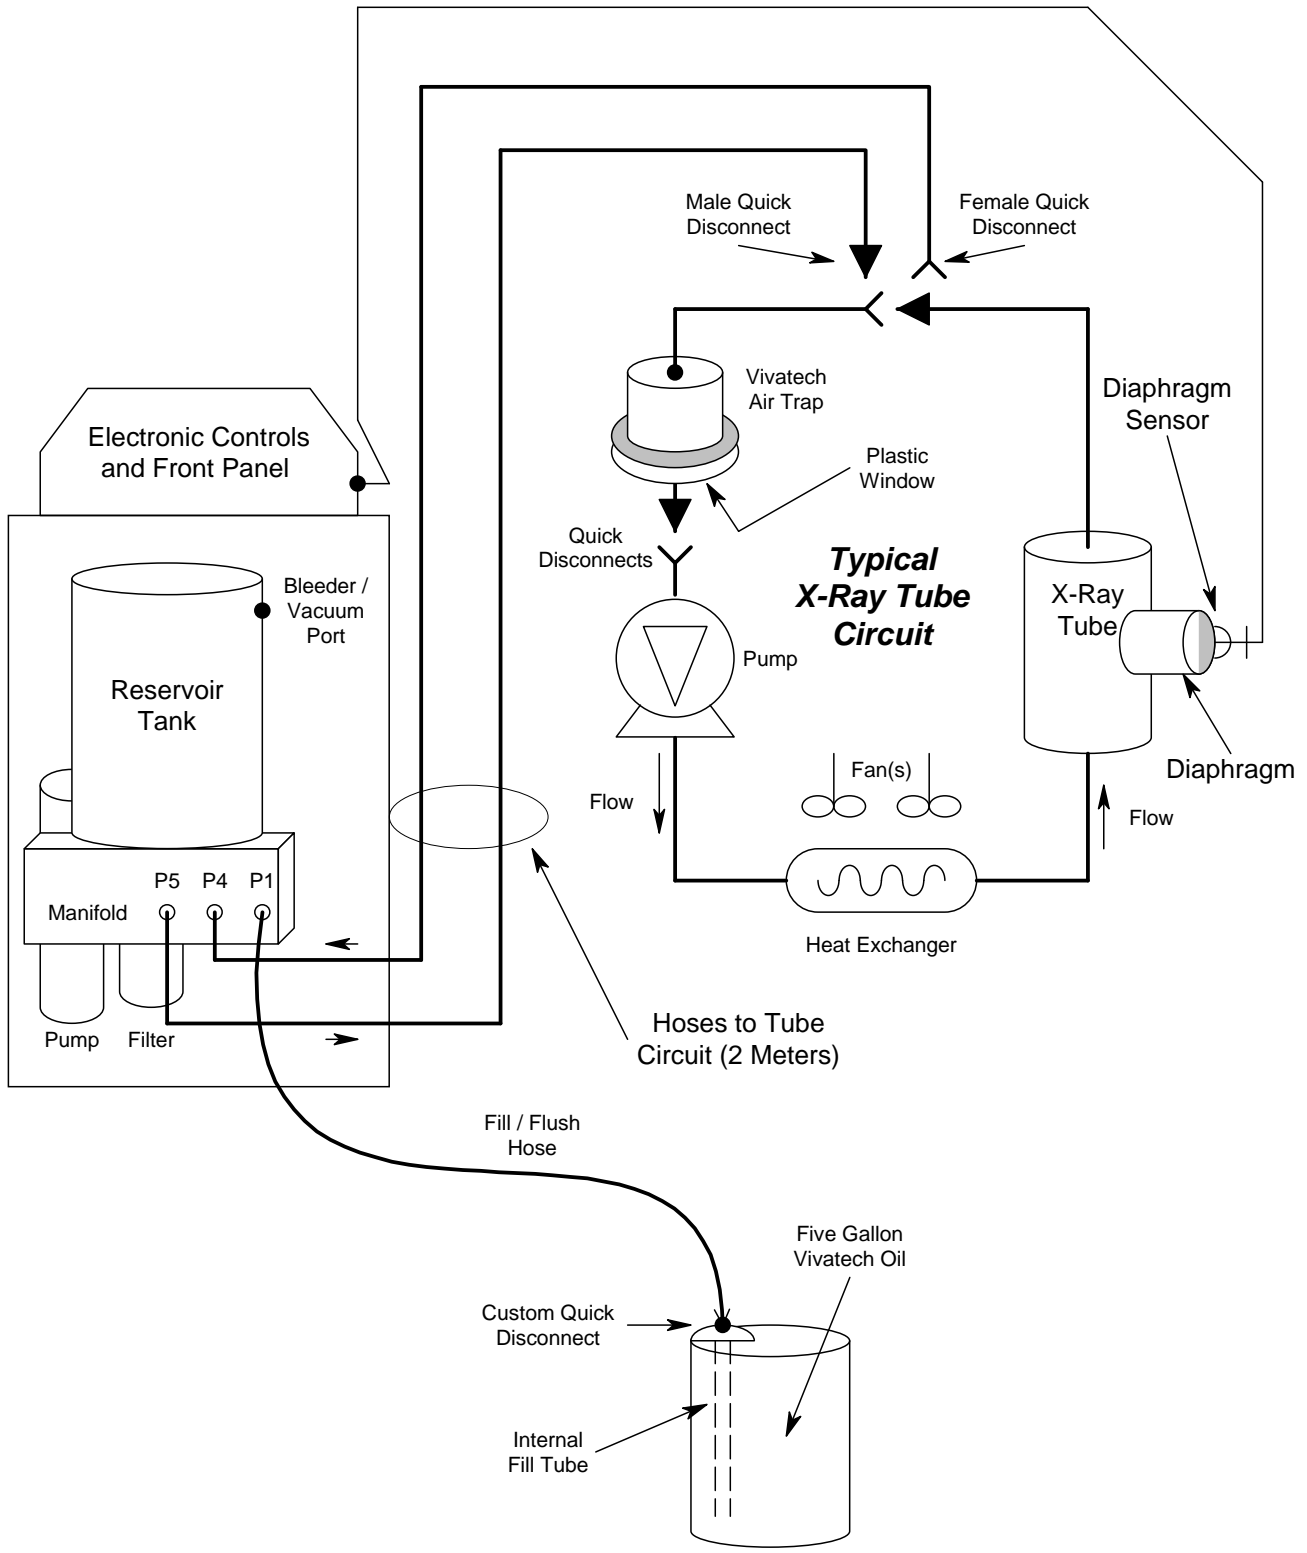 Male Quick
Disconnect
Female Quick
Disconnect
Vivatech
Air Trap
Diaphragm
Sensor
Electronic Controls
and Front Panel
Plastic
Window
Quick
Disconnects
Typical
X-Ray Tube
Circuit
Bleeder /
Vacuum
Port
X-Ray
Tube
Pump
Reservoir
Tank
Fan(s)
Diaphragm
Flow
Flow
P5 P4 P1
Manifold
Heat Exchanger
Pump
Filter
Hoses to Tube
Circuit (2 Meters)
Fill / Flush
Hose
Five Gallon
Vivatech Oil
Custom Quick
Disconnect
Internal
Fill Tube